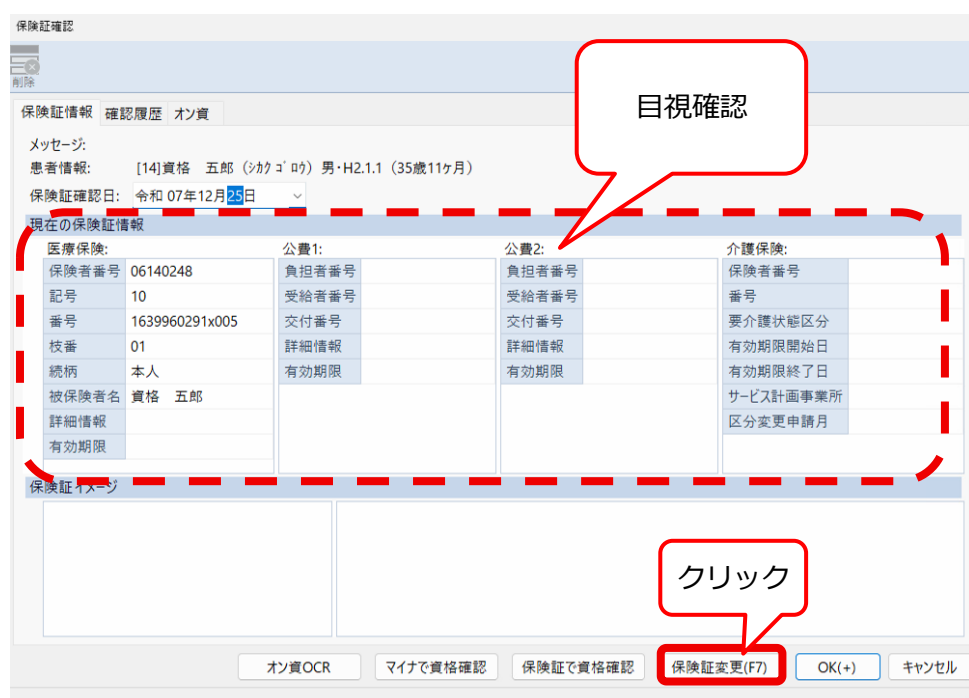 保険証確認
削除
保険証情報 確認履歴 オン資
目視確認
メッセージ:
患者情報: [14]資格 五郎（シカク ゴロウ）男・H2.1.1（35歳11ヶ月）
保険証確認日: 令和 07年12月25日
現在の保険証情報
医療保険: 公費1: 公費2: 介護保険:
保険者番号 06140248 負担者番号 負担者番号 保険者番号
記号 10 受給者番号 受給者番号 番号
番号 1639960291x005 交付番号 交付番号 要介護状態区分
枝番 01 詳細情報 詳細情報 有効期限開始日
続柄 本人 有効期限 有効期限 有効期限終了日
被保険者名 資格 五郎 サービス計画事業所
詳細情報 区分変更申請月
有効期限
保険証イメージ
クリック
オン資OCR マイナで資格確認 保険証で資格確認 保険証変更(F7) OK(+) キャンセル